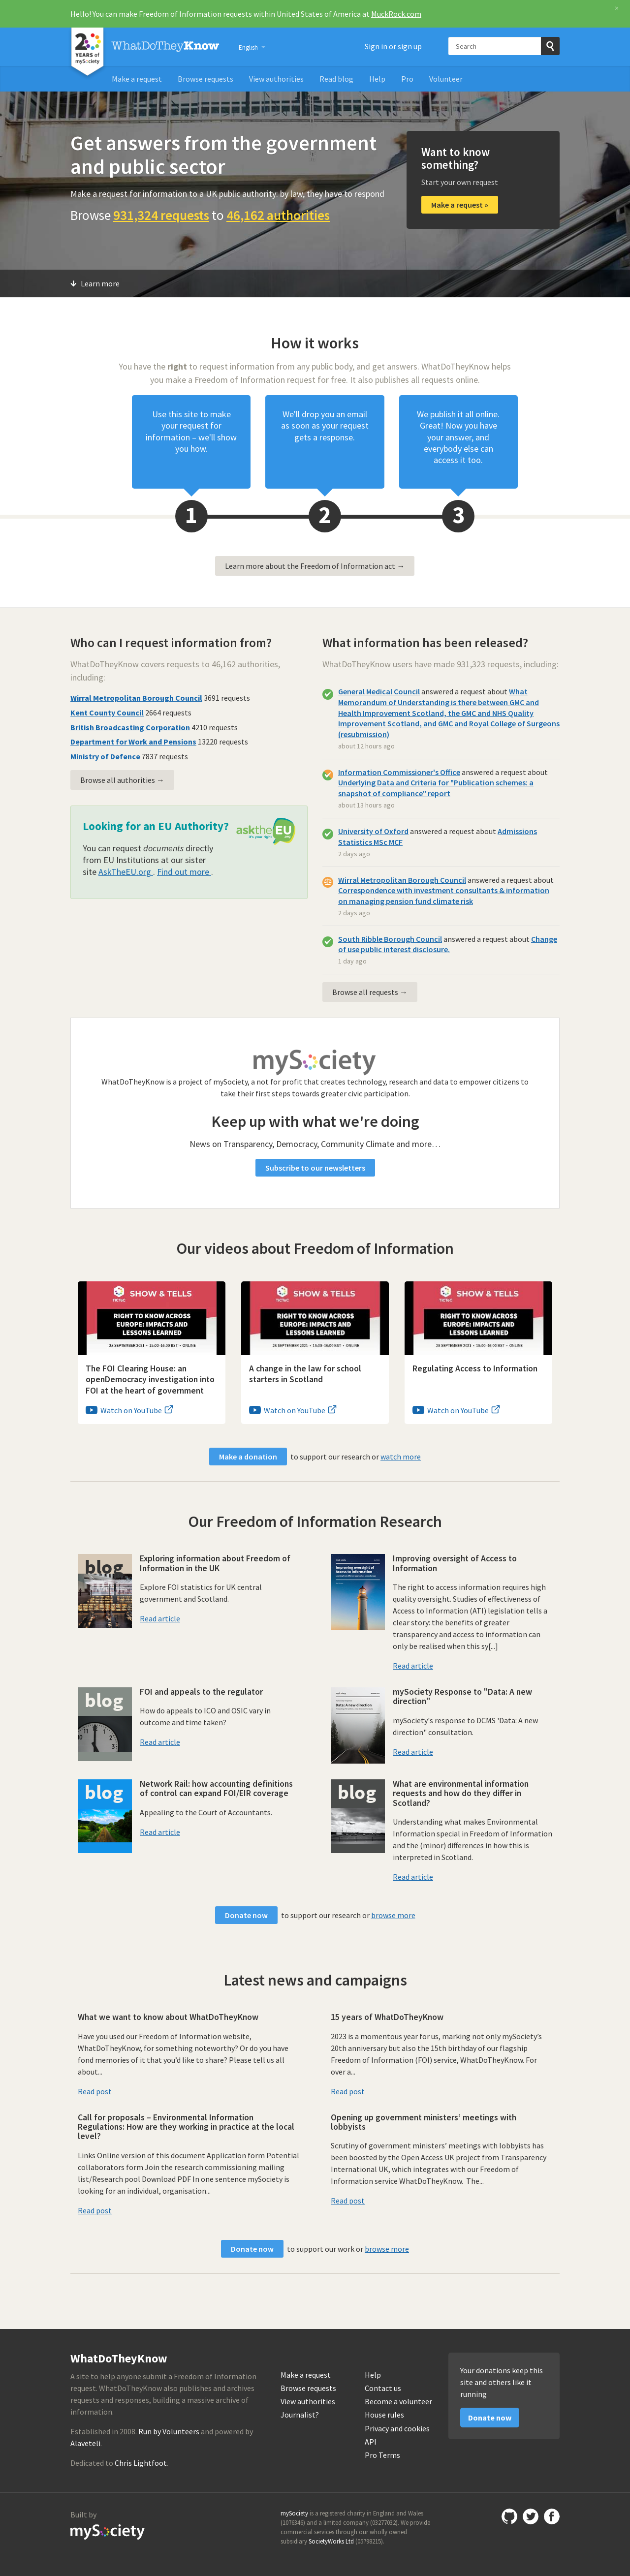 Hello! You can make Freedom of Information requests within United States of America at MuckRock.com
×
20
YEARS of
mySociety
WhatDoTheyKnow
English
Sign in or sign up
Search
Make a request
Browse requests
View authorities
Read blog
Help
Pro
Volunteer
Get answers from the government
and public sector
Make a request for information to a UK public authority: by law, they have to respond
Browse 931,324 requests to 46,162 authorities
Want to know
something?
Start your own request
Make a request »
Learn more
How it works
You have the right to request information from any public body, and get answers. WhatDoTheyKnow helps
you make a Freedom of Information request for free. It also publishes all requests online.
Use this site to make
your request for
information – we'll show
you how.
We'll drop you an email
as soon as your request
gets a response.
We publish it all online.
Great! Now you have
your answer, and
everybody else can
access it too.
1
2
3
Learn more about the Freedom of Information act →
Who can I request information from?
WhatDoTheyKnow covers requests to 46,162 authorities,
including:
Wirral Metropolitan Borough Council 3691 requests
Kent County Council 2664 requests
British Broadcasting Corporation 4210 requests
Department for Work and Pensions 13220 requests
Ministry of Defence 7837 requests
Browse all authorities →
Looking for an EU Authority?
asktheEU
it's your right
You can request documents directly
from EU Institutions at our sister
site AskTheEU.org . Find out more .
What information has been released?
WhatDoTheyKnow users have made 931,323 requests, including:
General Medical Council answered a request about What
Memorandum of Understanding is there between GMC and
Health Improvement Scotland, the GMC and NHS Quality
Improvement Scotland, and GMC and Royal College of Surgeons
(resubmission)
about 12 hours ago
Information Commissioner's Office answered a request about
Underlying Data and Criteria for "Publication schemes: a
snapshot of compliance" report
about 13 hours ago
University of Oxford answered a request about Admissions
Statistics MSc MCF
2 days ago
Wirral Metropolitan Borough Council answered a request about
Correspondence with investment consultants & information
on managing pension fund climate risk
2 days ago
South Ribble Borough Council answered a request about Change
of use public interest disclosure.
1 day ago
Browse all requests →
mySociety
WhatDoTheyKnow is a project of mySociety, a not for profit that creates technology, research and data to empower citizens to
take their first steps towards greater civic participation.
Keep up with what we're doing
News on Transparency, Democracy, Community Climate and more…
Subscribe to our newsletters
Our videos about Freedom of Information
SHOW & TELLS
RIGHT TO KNOW ACROSS
EUROPE: IMPACTS AND
LESSONS LEARNED
The FOI Clearing House: an
openDemocracy investigation into
FOI at the heart of government
Watch on YouTube
SHOW & TELLS
RIGHT TO KNOW ACROSS
EUROPE: IMPACTS AND
LESSONS LEARNED
A change in the law for school
starters in Scotland
Watch on YouTube
SHOW & TELLS
RIGHT TO KNOW ACROSS
EUROPE: IMPACTS AND
LESSONS LEARNED
Regulating Access to Information
Watch on YouTube
Make a donation to support our research or watch more
Our Freedom of Information Research
blog
Exploring information about Freedom of
Information in the UK
Explore FOI statistics for UK central
government and Scotland.
Read article
Improving oversight of
Access to Information
Improving oversight of Access to
Information
The right to access information requires high
quality oversight. Studies of effectiveness of
Access to Information (ATI) legislation tells a
clear story: the benefits of greater
transparency and access to information can
only be realised when this sy[...]
Read article
blog
FOI and appeals to the regulator
How do appeals to ICO and OSIC vary in
outcome and time taken?
Read article
Data: A new direction
mySociety Response to "Data: A new
direction"
mySociety's response to DCMS 'Data: A new
direction" consultation.
Read article
blog
Network Rail: how accounting definitions
of control can expand FOI/EIR coverage
Appealing to the Court of Accountants.
Read article
blog
What are environmental information
requests and how do they differ in
Scotland?
Understanding what makes Environmental
Information a special in Freedom of Information
and the (minor) differences in how this is
interpreted in Scotland.
Read article
Donate now to support our research or browse more
Latest news and campaigns
What we want to know about WhatDoTheyKnow
Have you used our Freedom of Information website,
WhatDoTheyKnow, for something noteworthy? Or do you have
fond memories of it that you'd like to share? Please tell us all
about...
Read post
15 years of WhatDoTheyKnow
2023 is a momentous year for us, marking not only mySociety's
20th anniversary but also the 15th birthday of our flagship
Freedom of Information (FOI) service, WhatDoTheyKnow. For
over a...
Read post
Call for proposals – Environmental Information
Regulations: How are they working in practice at the local
level?
Links Online version of this document Application form Potential
collaborators form Join the research commissioning mailing
list/Research pool Download PDF In one sentence mySociety is
looking for an individual, organisation...
Read post
Opening up government ministers’ meetings with
lobbyists
Scrutiny of government ministers’ meetings with lobbyists has
been boosted by the Open Access UK project from Transparency
International UK, which integrates with our Freedom of
Information service WhatDoTheyKnow. The...
Read post
Donate now to support our work or browse more
WhatDoTheyKnow
A site to help anyone submit a Freedom of Information
request. WhatDoTheyKnow also publishes and archives
requests and responses, building a massive archive of
information.
Established in 2008. Run by Volunteers and powered by
Alaveteli.
Dedicated to Chris Lightfoot.
Make a request
Browse requests
View authorities
Journalist?
Help
Contact us
Become a volunteer
House rules
Privacy and cookies
API
Pro Terms
Your donations keep this
site and others like it
running
Donate now
Built by
mySociety
mySociety is a registered charity in England and Wales
(1076346) and a limited company (03277032). We provide
commercial services through our wholly owned
subsidiary SocietyWorks Ltd (05798215).